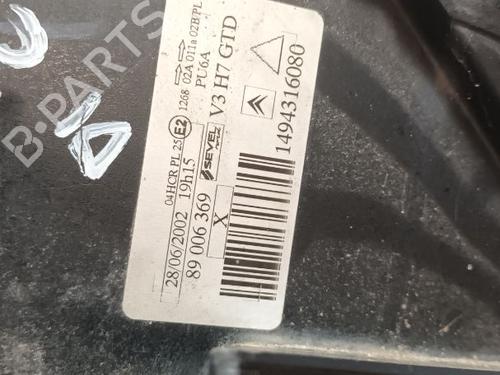 04HCR PL 25 E2 1268 02A 011a 02B/PL
PU6A
28/06/2002 19h15 SEVEL V3 H7 GTD
89 006 369 X
1494316080
B-PARTS